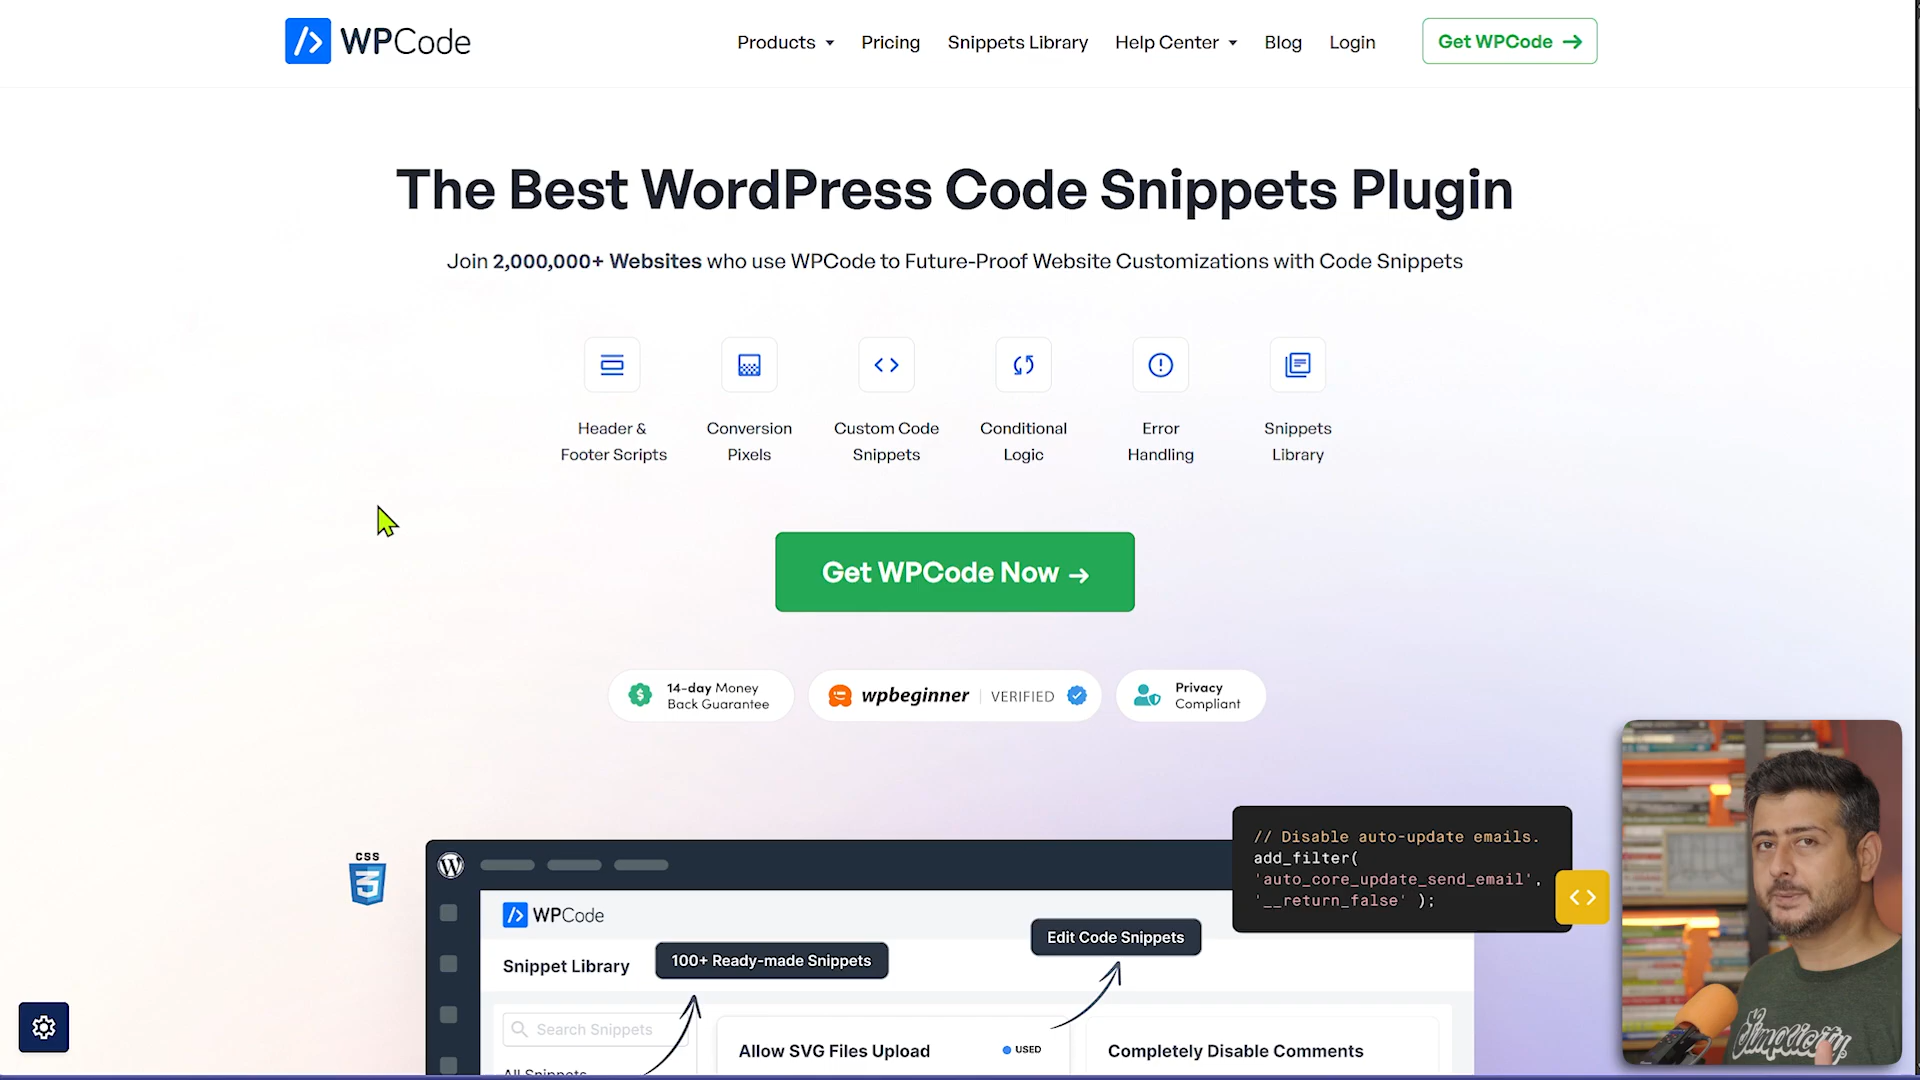 WPCode
Products
Pricing
Snippets Library
Help Center
Blog
Login
Get WPCode
The Best WordPress Code Snippets Plugin
Join 2,000,000+ Websites who use WPCode to Future-Proof Website Customizations with Code Snippets
Header &
Footer Scripts
Conversion
Pixels
Custom Code
Snippets
Conditional
Logic
Error
Handling
Snippets
Library
Get WPCode Now
14-day Money
Back Guarantee
wpbeginner VERIFIED
Privacy
Compliant
CSS
3
// Disable auto-update emails.
add_filter(
'auto_core_update_send_email',
'__return_false' );
WPCode
Edit Code Snippets
Snippet Library
100+ Ready-made Snippets
Search Snippets
Allow SVG Files Upload
USED
Completely Disable Comments
All Snippets
Simplicity